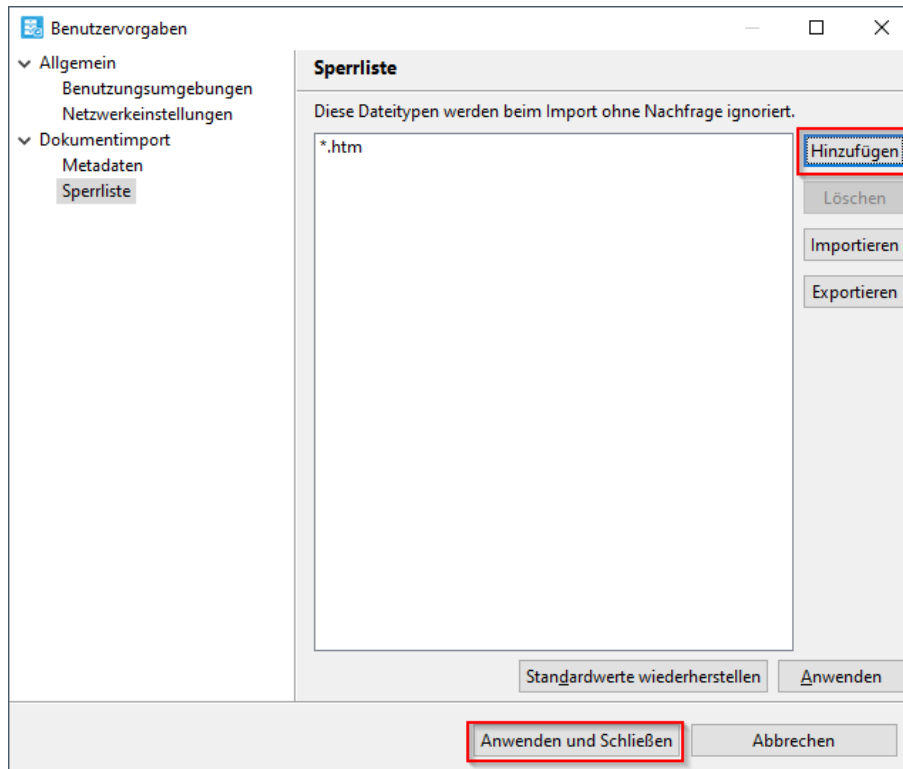 Benutzervorgaben
Allgemein
Benutzungsumgebungen
Netzwerkeinstellungen
Dokumentimport
Metadaten
Sperrliste
Sperrliste
Diese Dateitypen werden beim Import ohne Nachfrage ignoriert.
*.htm
Hinzufügen
Löschen
Importieren
Exportieren
Standardwerte wiederherstellen
Anwenden
Anwenden und Schließen
Abbrechen